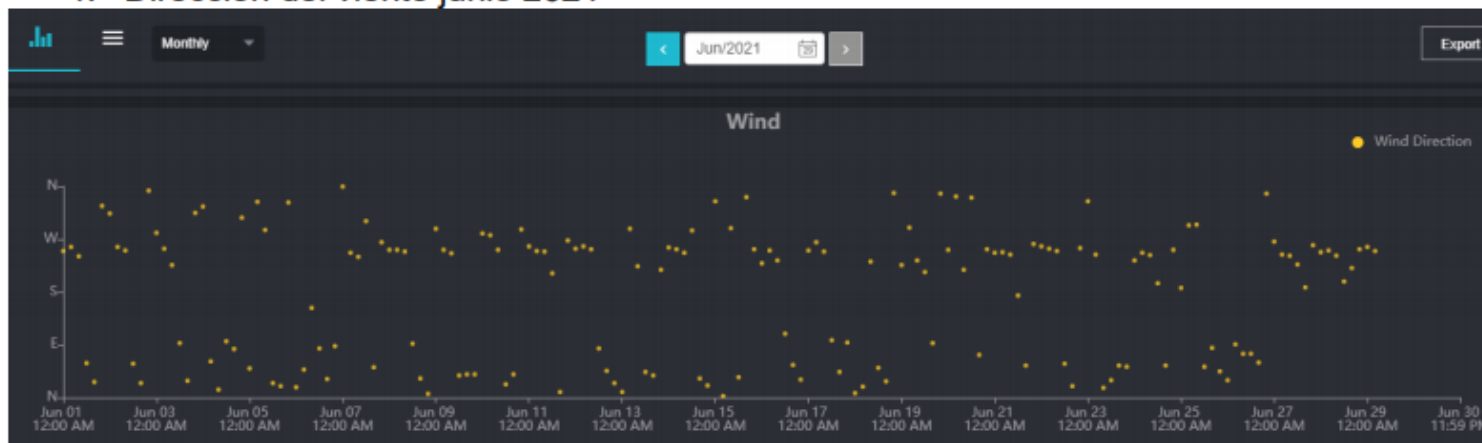 Monthly
Jun/2021
Export
Wind
Wind Direction
N
W
S
E
N
Jun 01 Jun 03 Jun 05 Jun 07 Jun 09 Jun 11 Jun 13 Jun 15 Jun 17 Jun 19 Jun 21 Jun 23 Jun 25 Jun 27 Jun 29 Jun 30
12:00 AM 12:00 AM 12:00 AM 12:00 AM 12:00 AM 12:00 AM 12:00 AM 12:00 AM 12:00 AM 12:00 AM 12:00 AM 12:00 AM 12:00 AM 12:00 AM 12:00 AM 11:59